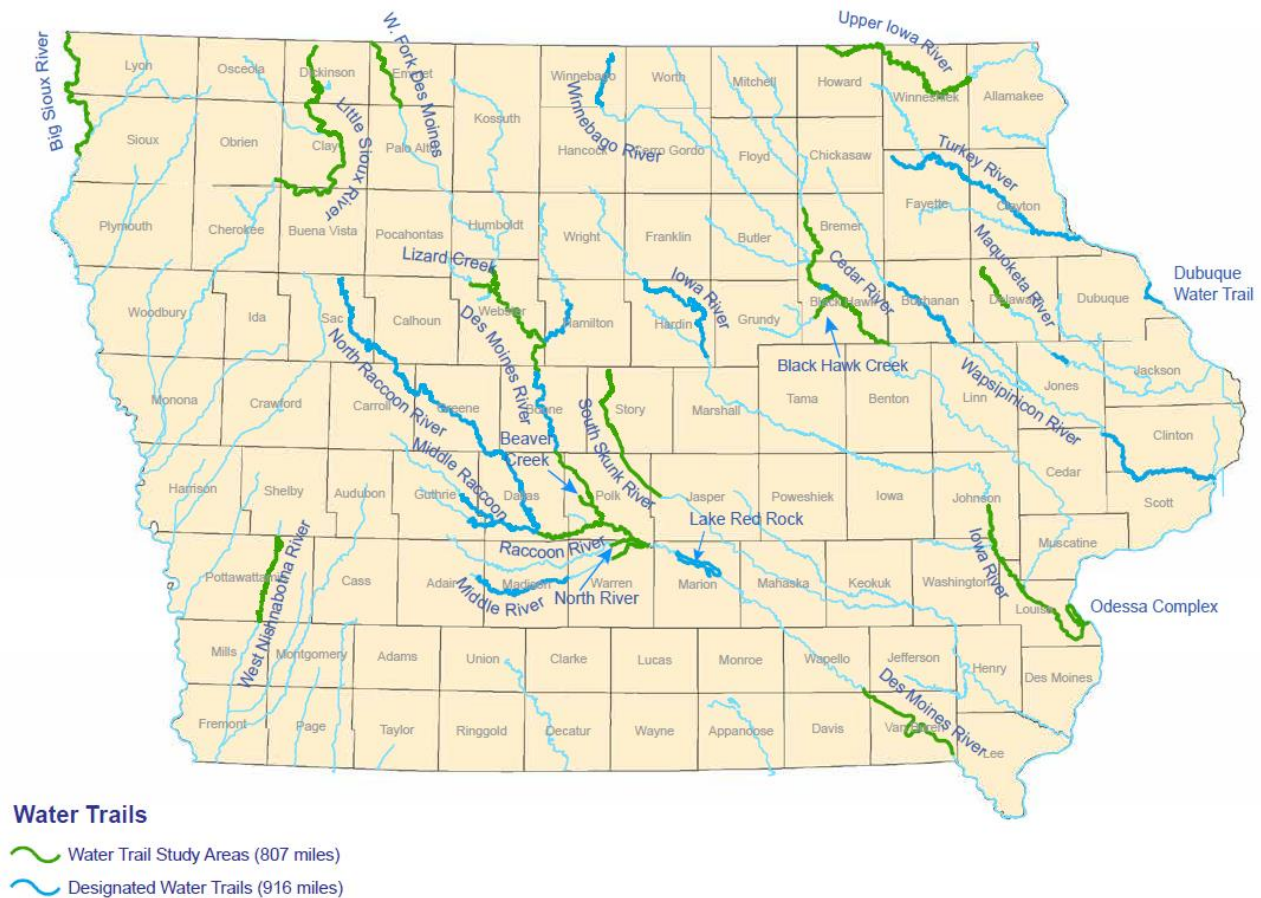 Upper Iowa River
Big Sioux River
W. Fork Des Moines
Lyon
Osceola
Dickinson
Emmet
Winnebago
Worth
Mitchell
Howard
Winneshiek
Allamakee
Little Sioux River
Kossuth
Winnebago River
Sioux
Obrien
Clay
Palo Alto
Hancock
Cerro Gordo
Floyd
Chickasaw
Turkey River
Fayette
Clayton
Plymouth
Cherokee
Buena Vista
Pocahontas
Humboldt
Wright
Franklin
Butler
Bremer
Maquoketa River
Lizard Creek
Iowa River
Cedar River
Dubuque
Water Trail
Woodbury
Ida
Sac
Calhoun
Webster
Hamilton
Hardin
Grundy
Black Hawk
Buchanan
Delaware
Dubuque
North Raccoon River
Des Moines River
Black Hawk Creek
Wapsipinicon River
Monona
Crawford
Carroll
Greene
Boone
Story
Marshall
Tama
Benton
Linn
Jones
Jackson
South Skunk River
Beaver
Creek
Middle Raccoon
Clinton
Cedar
Scott
Harrison
Shelby
Audubon
Guthrie
Dallas
Polk
Jasper
Poweshiek
Iowa
Johnson
Lake Red Rock
Muscatine
Raccoon River
West Nishnabotna River
Iowa River
Pottawattamie
Cass
Adair
Madison
Warren
Marion
Mahaska
Keokuk
Washington
Louisa
Odessa Complex
Middle River
North River
Mills
Montgomery
Adams
Union
Clarke
Lucas
Monroe
Wapello
Jefferson
Henry
Des Moines
Des Moines River
Fremont
Page
Taylor
Ringgold
Decatur
Wayne
Appanoose
Davis
Van Buren
Lee
Water Trails
Water Trail Study Areas (807 miles)
Designated Water Trails (916 miles)